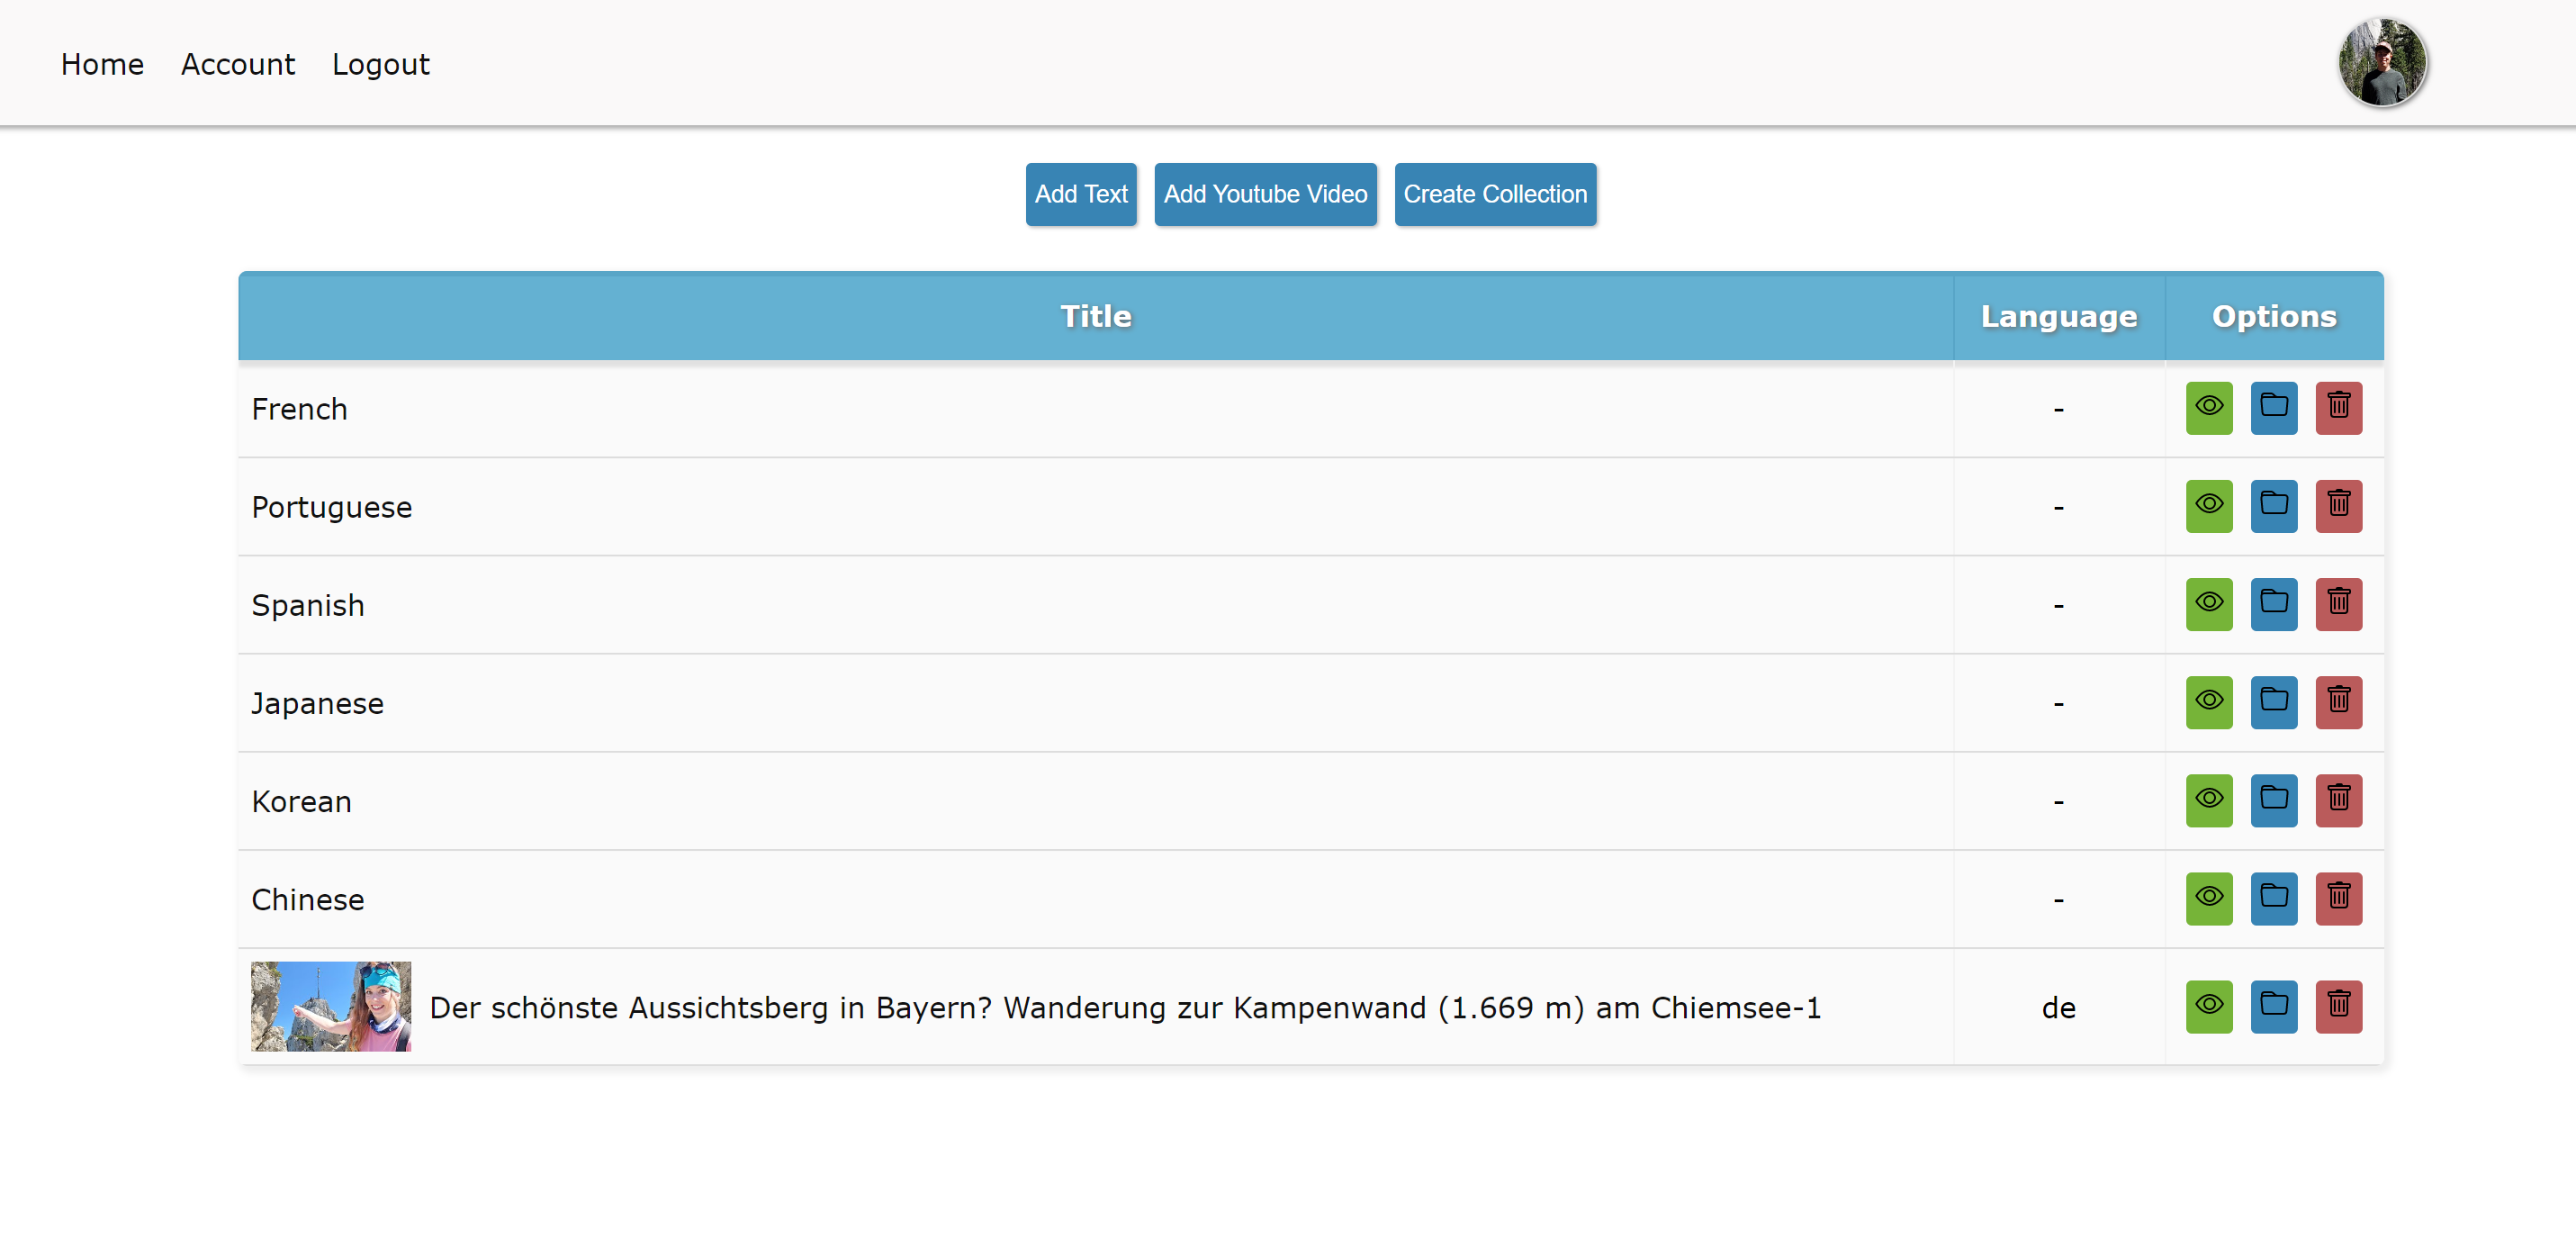 Home Account Logout
Add Text Add Youtube Video Create Collection
Title Language Options
French -
Portuguese -
Spanish -
Japanese -
Korean -
Chinese -
Der schönste Aussichtsberg in Bayern? Wanderung zur Kampenwand (1.669 m) am Chiemsee-1 de